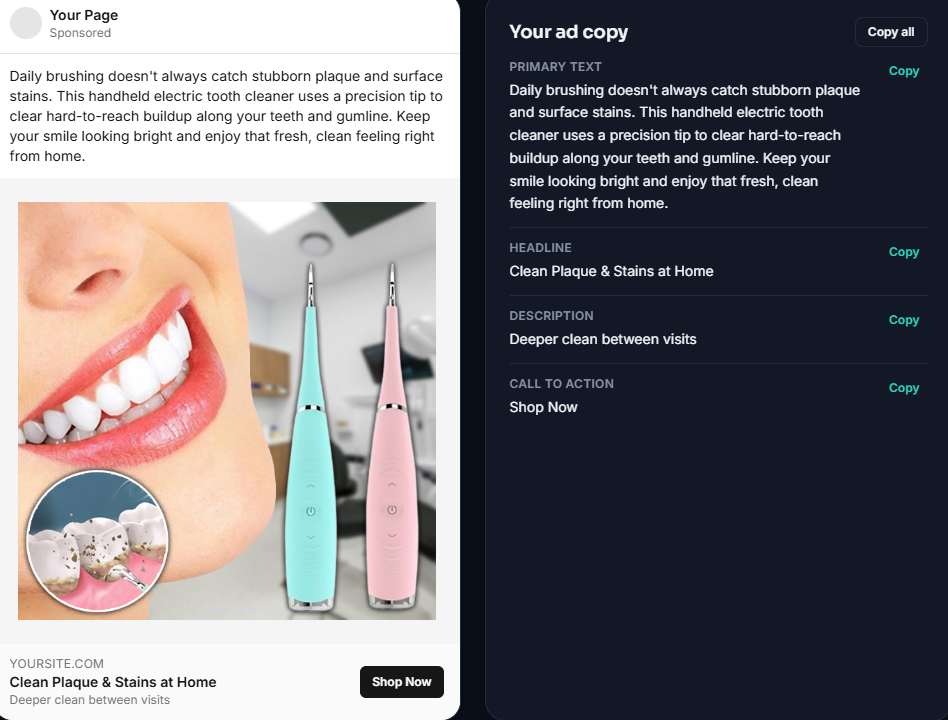 Your Page
Sponsored
Daily brushing doesn't always catch stubborn plaque and surface
stains. This handheld electric tooth cleaner uses a precision tip to
clear hard-to-reach buildup along your teeth and gumline. Keep
your smile looking bright and enjoy that fresh, clean feeling right
from home.
YOURSITE.COM
Clean Plaque & Stains at Home
Deeper clean between visits
Shop Now
Your ad copy
Copy all
PRIMARY TEXT
Copy
Daily brushing doesn't always catch stubborn plaque
and surface stains. This handheld electric tooth
cleaner uses a precision tip to clear hard-to-reach
buildup along your teeth and gumline. Keep your
smile looking bright and enjoy that fresh, clean
feeling right from home.
HEADLINE
Copy
Clean Plaque & Stains at Home
DESCRIPTION
Copy
Deeper clean between visits
CALL TO ACTION
Copy
Shop Now